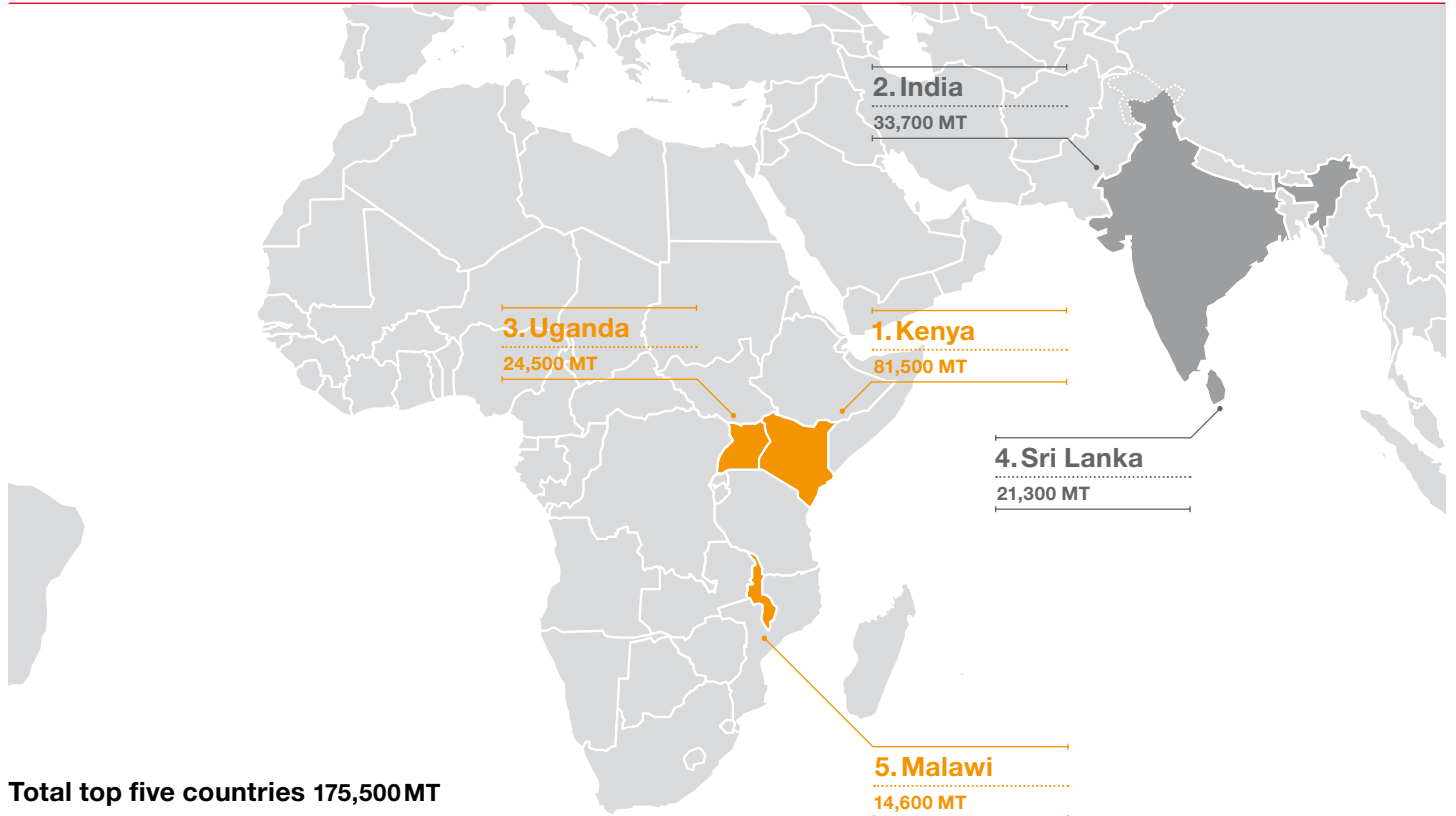 2. India
33,700 MT
3. Uganda
24,500 MT
1. Kenya
81,500 MT
4. Sri Lanka
21,300 MT
5. Malawi
14,600 MT
Total top five countries 175,500 MT